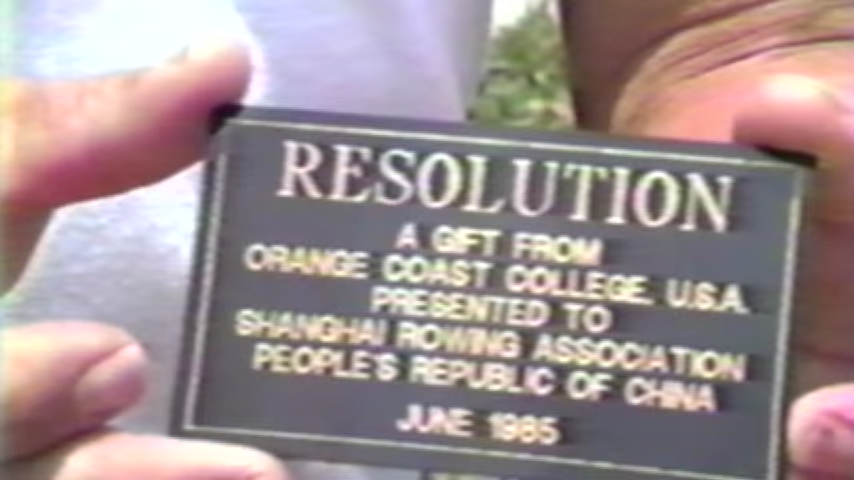 RESOLUTION
A GIFT FROM
ORANGE COAST COLLEGE, U.S.A.
PRESENTED TO
SHANGHAI ROWING ASSOCIATION
PEOPLE'S REPUBLIC OF CHINA
JUNE 1985